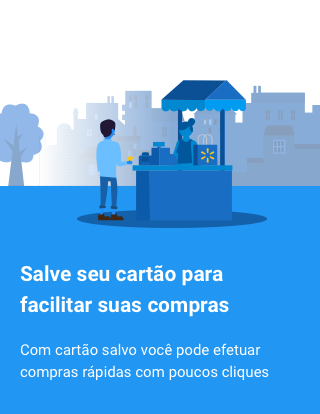 Salve seu cartão para
facilitar suas compras
Com cartão salvo você pode efetuar
compras rápidas com poucos cliques